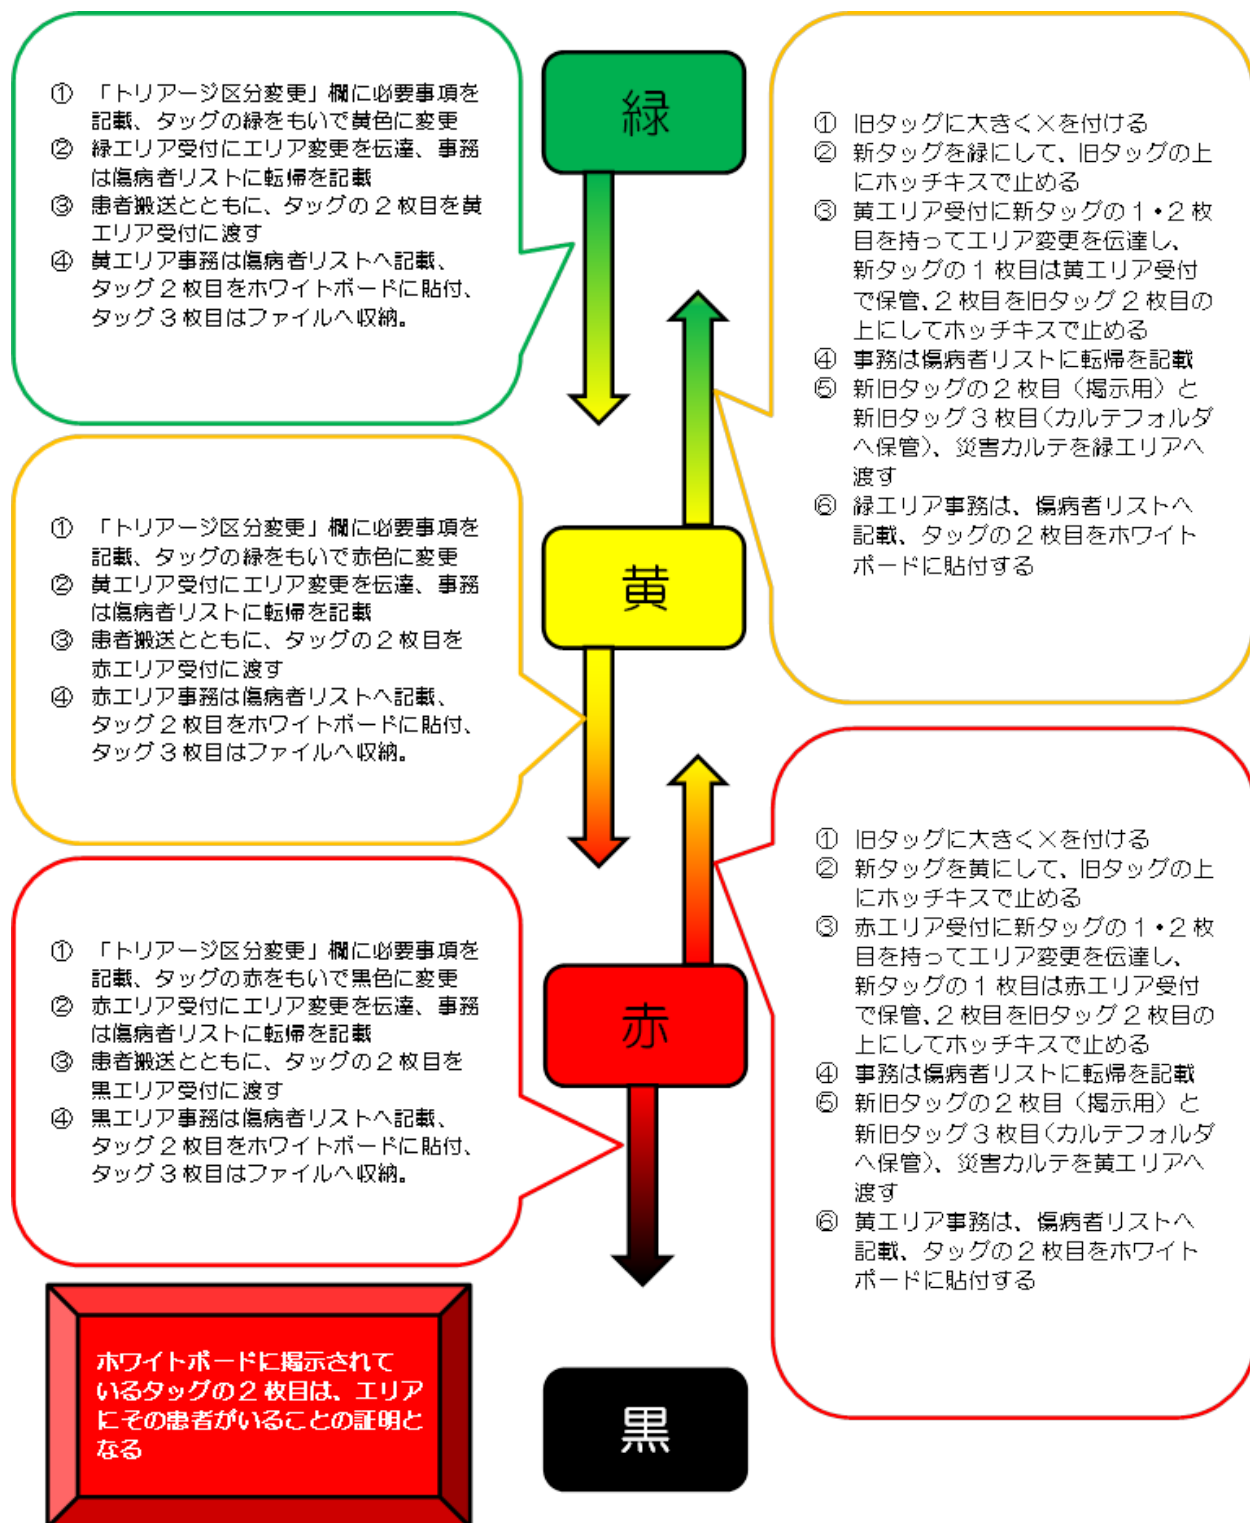 ① 「トリアージ区分変更」欄に必要事項を
記載、タッグの緑をもいで黄色に変更
② 緑エリア受付にエリア変更を伝達、事務
は傷病者リストに転帰を記載
③ 患者搬送とともに、タッグの２枚目を黄
エリア受付に渡す
④ 黄エリア事務は傷病者リストへ記載、
タッグ２枚目をホワイトボードに貼付、
タッグ３枚目はファイルへ収納。
緑
① 旧タッグに大きく×を付ける
② 新タッグを緑にして、旧タッグの上
にホッチキスで止める
③ 黄エリア受付に新タッグの１・２枚
目を持ってエリア変更を伝達し、
新タッグの１枚目は黄エリア受付
で保管、２枚目を旧タッグ２枚目の
上にしてホッチキスで止める
④ 事務は傷病者リストに転帰を記載
⑤ 新旧タッグの２枚目（掲示用）と
新旧タッグ３枚目（カルテフォルダ
へ保管）、災害カルテを緑エリアへ
渡す
⑥ 緑エリア事務は、傷病者リストへ
記載、タッグの２枚目をホワイト
ボードに貼付する
① 「トリアージ区分変更」欄に必要事項を
記載、タッグの緑をもいで赤色に変更
② 黄エリア受付にエリア変更を伝達、事務
は傷病者リストに転帰を記載
③ 患者搬送とともに、タッグの２枚目を
赤エリア受付に渡す
④ 赤エリア事務は傷病者リストへ記載、
タッグ２枚目をホワイトボードに貼付、
タッグ３枚目はファイルへ収納。
黄
① 旧タッグに大きく×を付ける
② 新タッグを黄にして、旧タッグの上
にホッチキスで止める
③ 赤エリア受付に新タッグの１・２枚
目を持ってエリア変更を伝達し、
新タッグの１枚目は赤エリア受付
で保管、２枚目を旧タッグ２枚目の
上にしてホッチキスで止める
④ 事務は傷病者リストに転帰を記載
⑤ 新旧タッグの２枚目（掲示用）と
新旧タッグ３枚目（カルテフォルダ
へ保管）、災害カルテを黄エリアへ
渡す
⑥ 黄エリア事務は、傷病者リストへ
記載、タッグの２枚目をホワイト
ボードに貼付する
① 「トリアージ区分変更」欄に必要事項を
記載、タッグの赤をもいで黒色に変更
② 赤エリア受付にエリア変更を伝達、事務
は傷病者リストに転帰を記載
③ 患者搬送とともに、タッグの２枚目を
黒エリア受付に渡す
④ 黒エリア事務は傷病者リストへ記載、
タッグ２枚目をホワイトボードに貼付、
タッグ３枚目はファイルへ収納。
赤
ホワイトボードに掲示されて
いるタッグの２枚目は、エリア
にその患者がいることの証明と
なる
黒